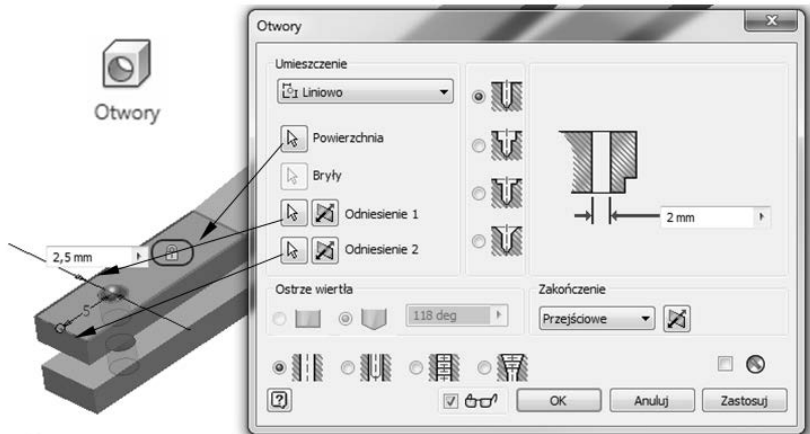 Otwory
Otwory
Umieszczenie
Liniowo
Powierzchnia
Bryły
Odniesienie 1
Odniesienie 2
2 mm
2,5 mm
5
Ostrze wiertła
118 deg
Zakończenie
Przejściowe
?
OK
Anuluj
Zastosuj